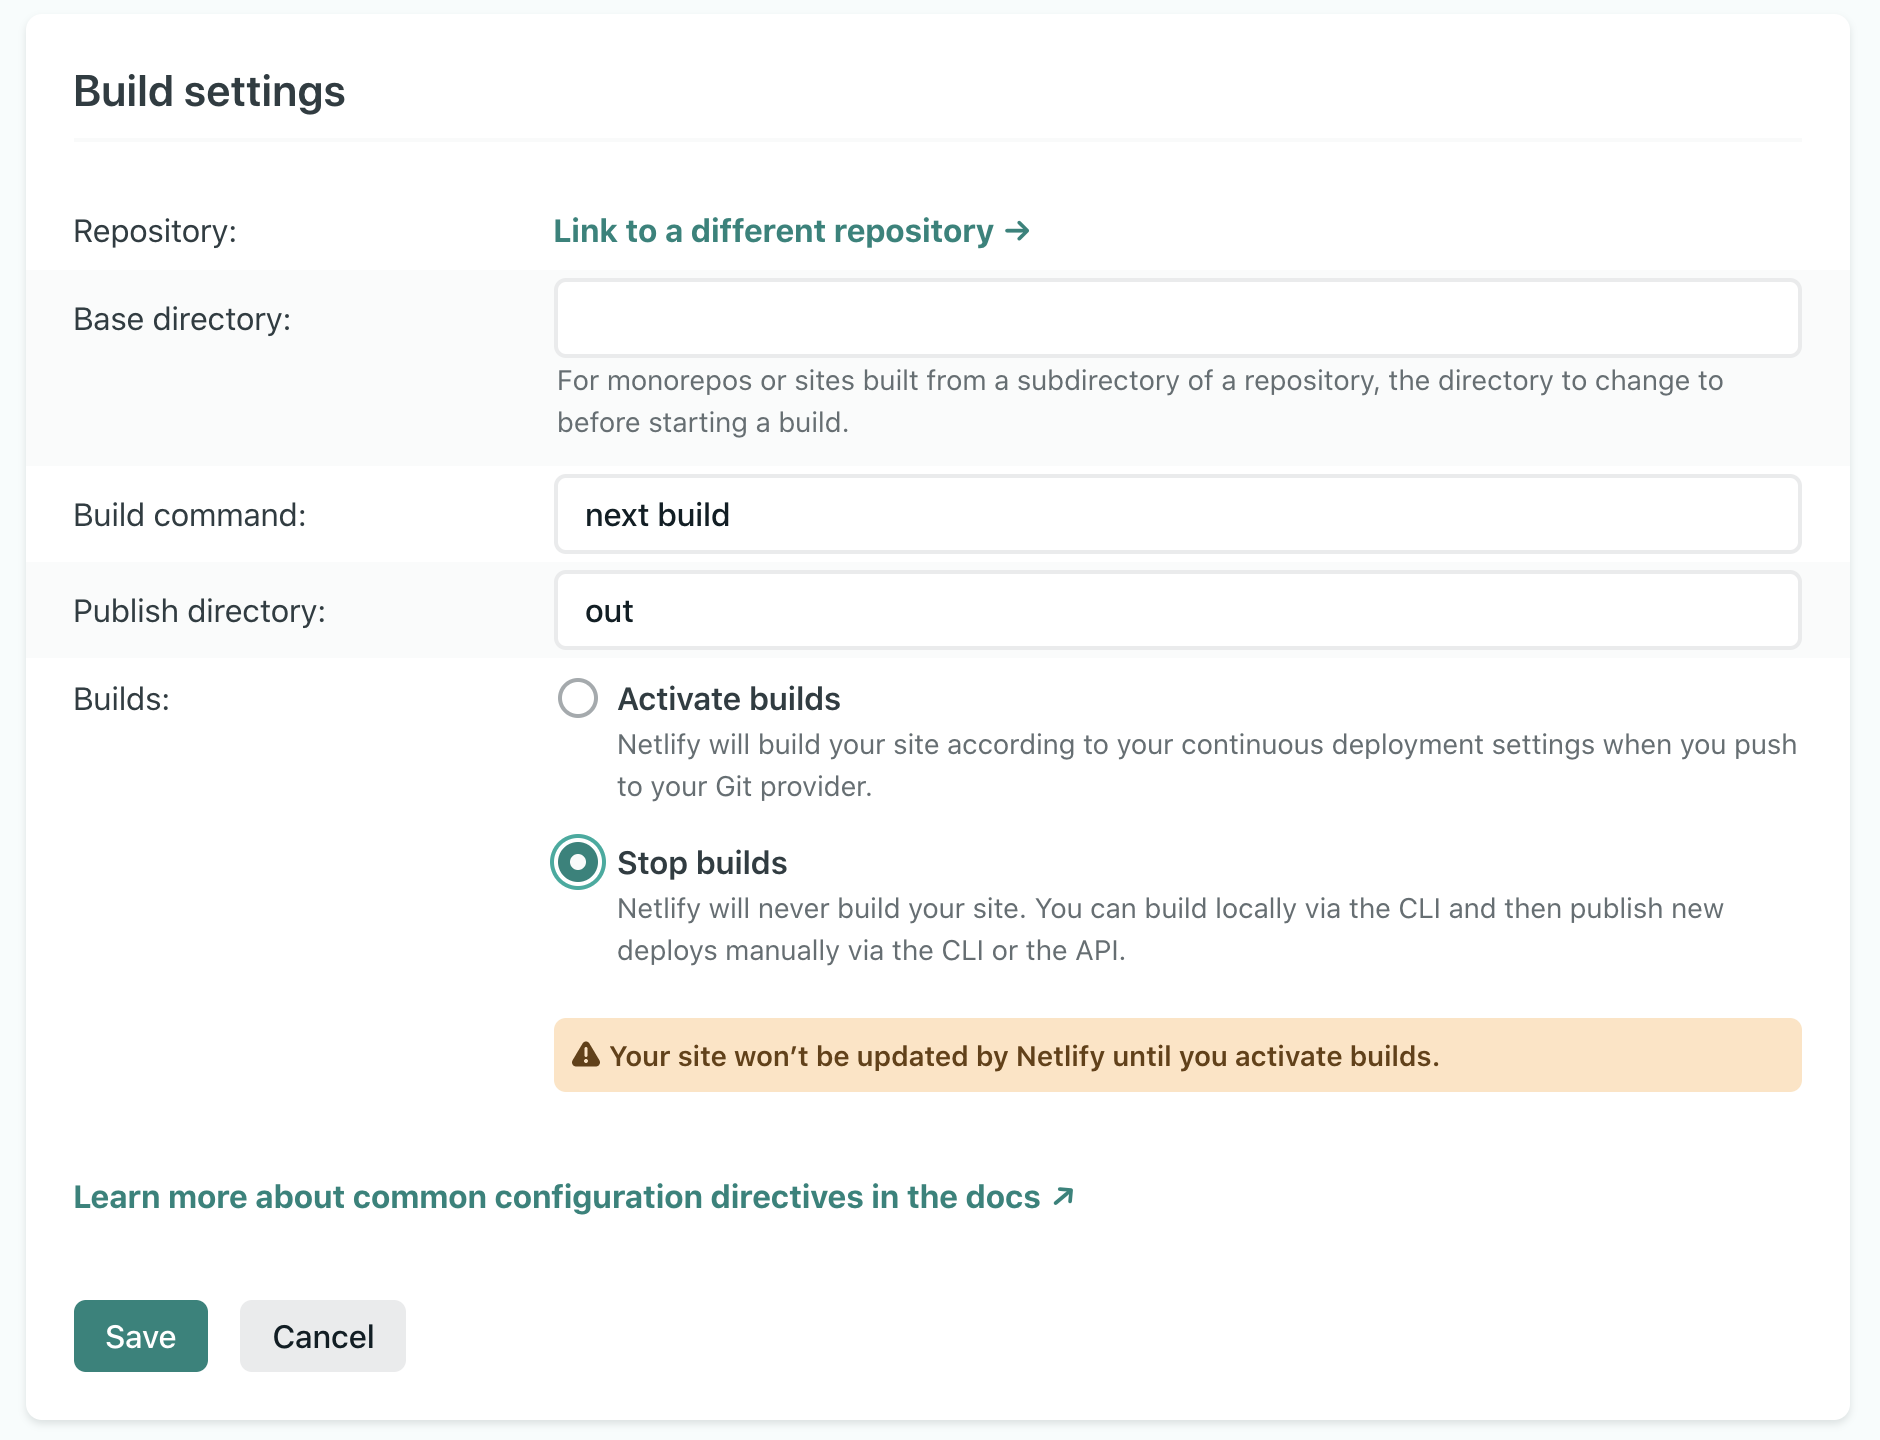 Build settings
Repository:
Link to a different repository →
Base directory:
For monorepos or sites built from a subdirectory of a repository, the directory to change to
before starting a build.
Build command:
next build
Publish directory:
out
Builds:
Activate builds
Netlify will build your site according to your continuous deployment settings when you push
to your Git provider.
Stop builds
Netlify will never build your site. You can build locally via the CLI and then publish new
deploys manually via the CLI or the API.
Your site won’t be updated by Netlify until you activate builds.
Learn more about common configuration directives in the docs ↗
Save
Cancel